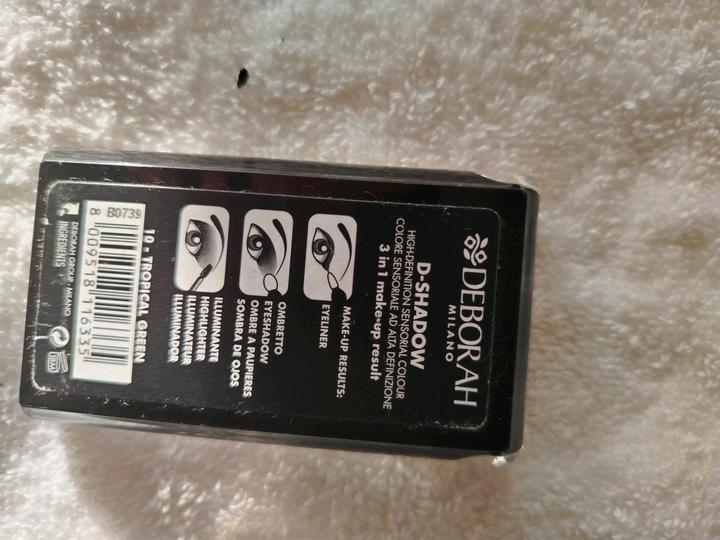 DEBORAH
MILANO
D-SHADOW
HIGH-DEFINITION SENSORIAL COLOUR
COLORE SENSORIALE AD ALTA DEFINIZIONE
3 in 1 make-up result
MAKE-UP RESULTS:
EYELINER
OMBRETTO
EYESHADOW
OMBRE A PAUPIERES
SOMBRA DE OJOS
ILLUMINANTE
HIGHLIGHTER
ILLUMINATEUR
ILLUMINADOR
10 - TROPICAL GREEN
B0739
8 009518 116335
DEBORAH GROUP - MILANO
INGREDIENTS
18M